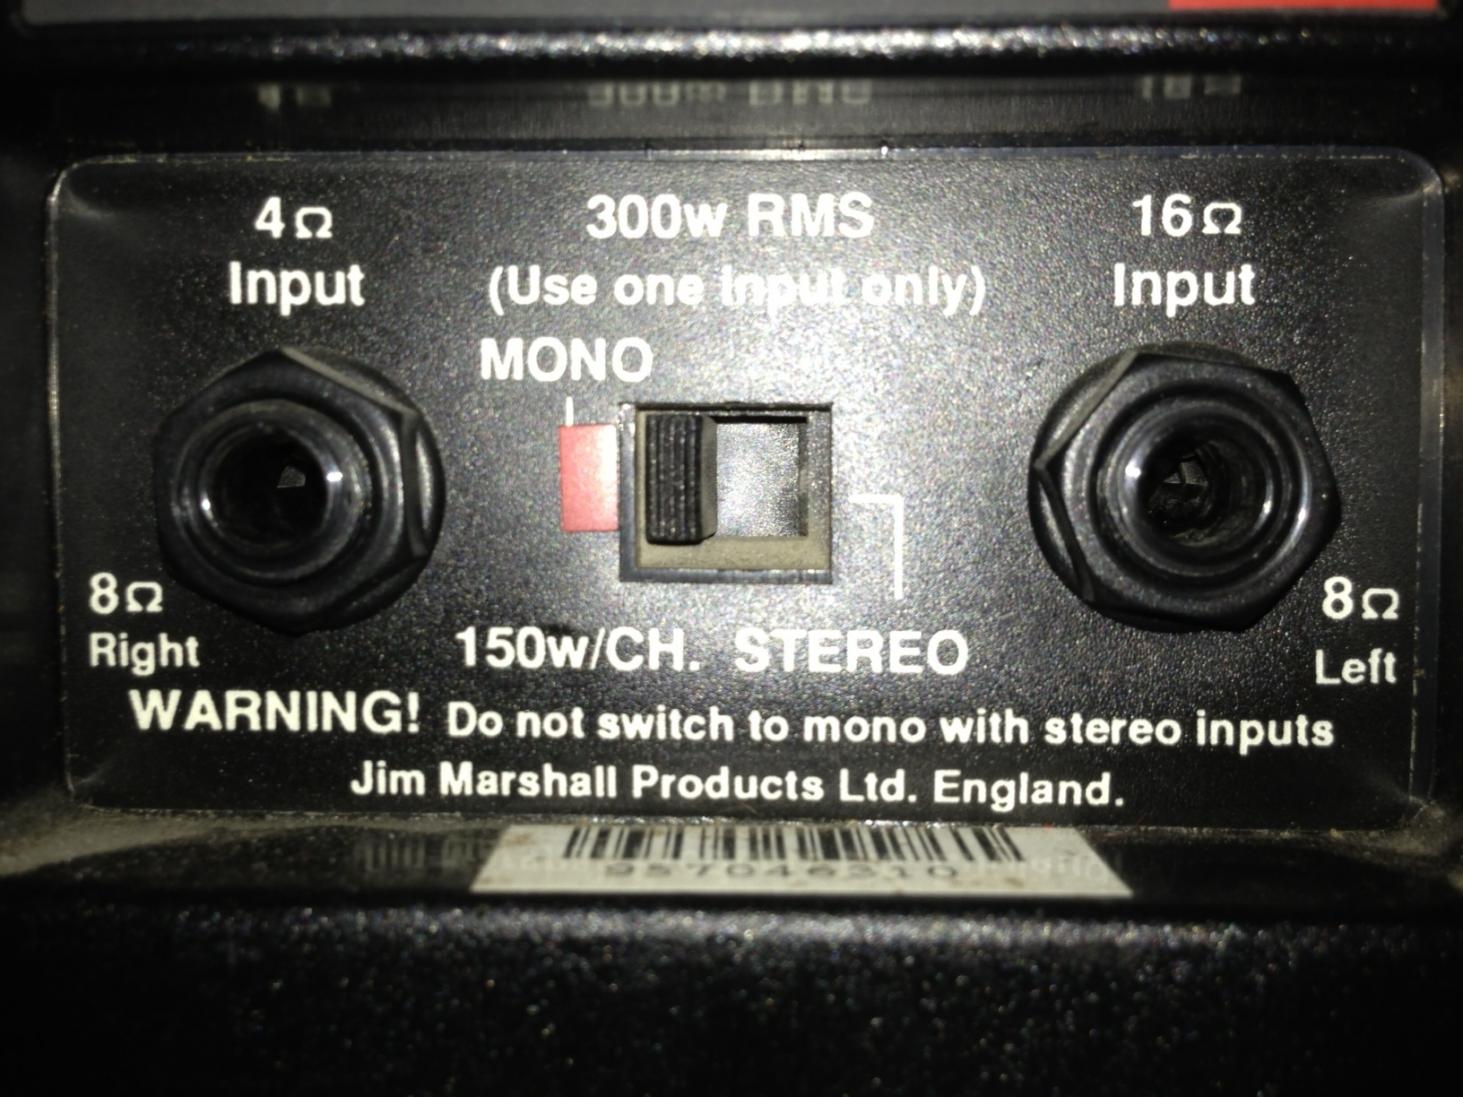 4Ω 300w RMS 16Ω
Input (Use one input only) Input
MONO
8Ω 8Ω
Right 150w/CH. STEREO Left
WARNING! Do not switch to mono with stereo inputs
Jim Marshall Products Ltd. England.
957046310